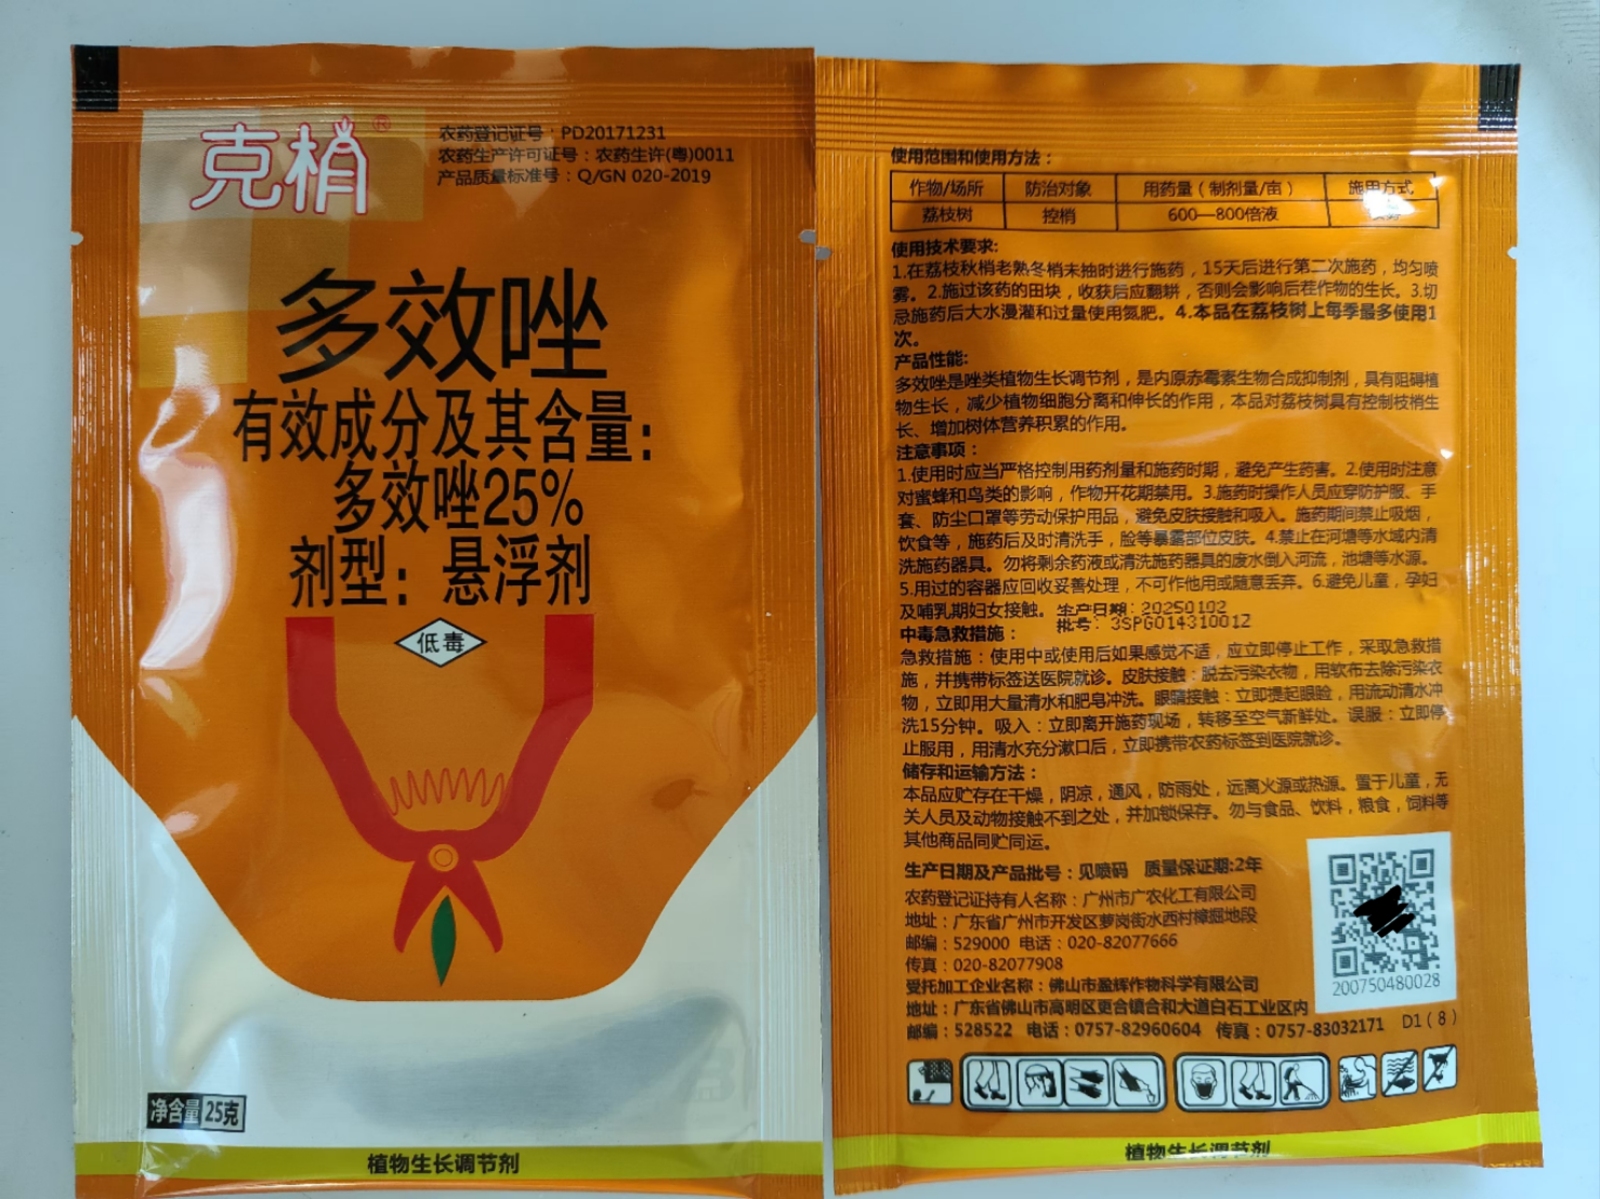 克梢®
农药登记证号：PD20171231
农药生产许可证号：农药生许(粤)0011
产品质量标准号：Q/GN 020-2019
多效唑
有效成分及其含量：
多效唑25%
剂型：悬浮剂
低毒
净含量 25克
植物生长调节剂
使用范围和使用方法：
作物/场所 防治对象 用药量（制剂量/亩） 施用方式
荔枝树 控梢 600—800倍液
使用技术要求:
1.在荔枝秋梢老熟冬梢未抽时进行施药，15天后进行第二次施药，均匀喷
雾。2.施过该药的田块，收获后应翻耕，否则会影响后茬作物的生长。3.切
忌施药后大水漫灌和过量使用氮肥。4.本品在荔枝树上每季最多使用1
次。
产品性能:
多效唑是唑类植物生长调节剂，是内原赤霉素生物合成抑制剂，具有阻碍植
物生长，减少植物细胞分离和伸长的作用，本品对荔枝树具有控制枝梢生
长、增加树体营养积累的作用。
注意事项：
1.使用时应当严格控制用药剂量和施药时期，避免产生药害。2.使用时注意
对蜜蜂和鸟类的影响，作物开花期禁用。3.施药时操作人员应穿防护服、手
套、防尘口罩等劳动保护用品，避免皮肤接触和吸入。施药期间禁止吸烟，
饮食等，施药后及时清洗手，脸等暴露部位皮肤。4.禁止在河塘等水域内清
洗施药器具。勿将剩余药液或清洗施药器具的废水倒入河流，池塘等水源。
5.用过的容器应回收妥善处理，不可作他用或随意丢弃。6.避免儿童，孕妇
及哺乳期妇女接触。 生产日期：20250102
批号：3SPG014310012
中毒急救措施：
急救措施：使用中或使用后如果感觉不适，应立即停止工作，采取急救措
施，并携带标签送医院就诊。皮肤接触：脱去污染衣物，用软布去除污染衣
物，立即用大量清水和肥皂冲洗。眼睛接触：立即提起眼睑，用流动清水冲
洗15分钟。吸入：立即离开施药现场，转移至空气新鲜处。误服：立即停
止服用，用清水充分漱口后，立即携带农药标签到医院就诊。
储存和运输方法：
本品应贮存在干燥，阴凉，通风，防雨处，远离火源或热源。置于儿童，无
关人员及动物接触不到之处，并加锁保存。勿与食品、饮料，粮食，饲料等
其他商品同贮同运。
生产日期及产品批号：见喷码 质量保证期:2年
农药登记证持有人名称：广州市广农化工有限公司
地址：广东省广州市开发区萝岗街水西村樟掘地段
邮编：529000 电话：020-82077666
传真：020-82077908
受托加工企业名称：佛山市盈辉作物科学有限公司
地址：广东省佛山市高明区更合镇合和大道白石工业区内
邮编：528522 电话：0757-82960604 传真：0757-83032171 D1(8)
200750480028
植物生长调节剂